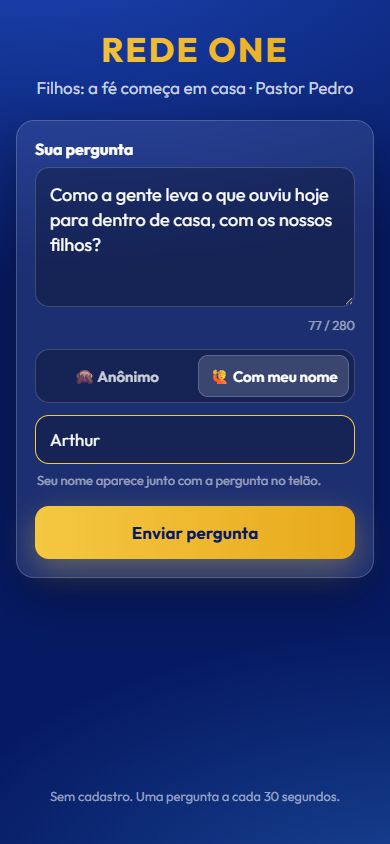 REDE ONE
Filhos: a fé começa em casa · Pastor Pedro
Sua pergunta
Como a gente leva o que ouviu hoje
para dentro de casa, com os nossos
filhos?
77 / 280
🙈 Anônimo
🙋 Com meu nome
Arthur
Seu nome aparece junto com a pergunta no telão.
Enviar pergunta
Sem cadastro. Uma pergunta a cada 30 segundos.